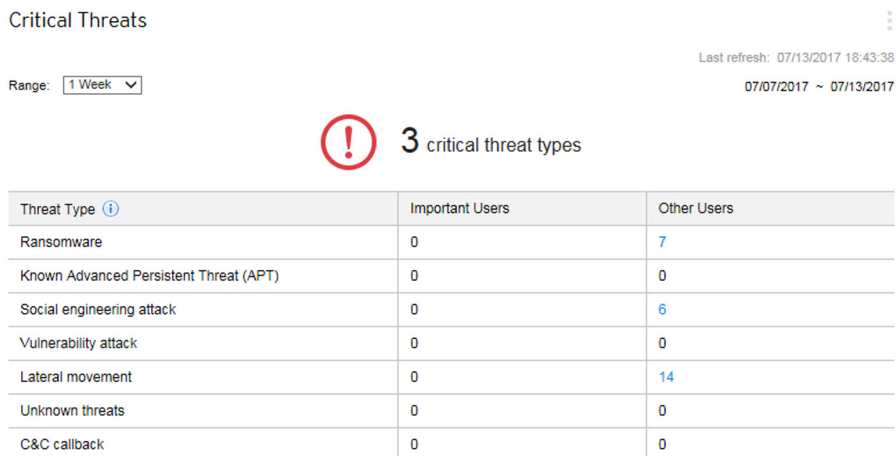 Critical Threats
Last refresh: 07/13/2017 18:43:38
Range: 1 Week
07/07/2017 ~ 07/13/2017
3 critical threat types
Threat Type Important Users Other Users
Ransomware 0 7
Known Advanced Persistent Threat (APT) 0 0
Social engineering attack 0 6
Vulnerability attack 0 0
Lateral movement 0 14
Unknown threats 0 0
C&C callback 0 0